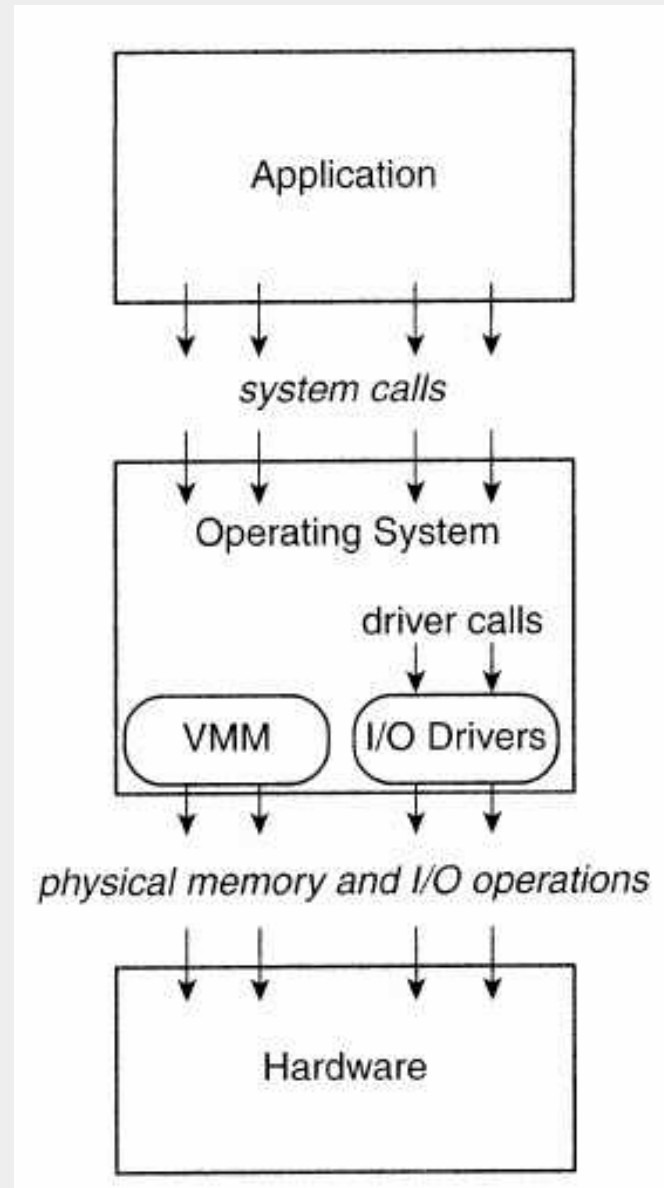 Application
system calls
Operating System
driver calls
VMM
I/O Drivers
physical memory and I/O operations
Hardware